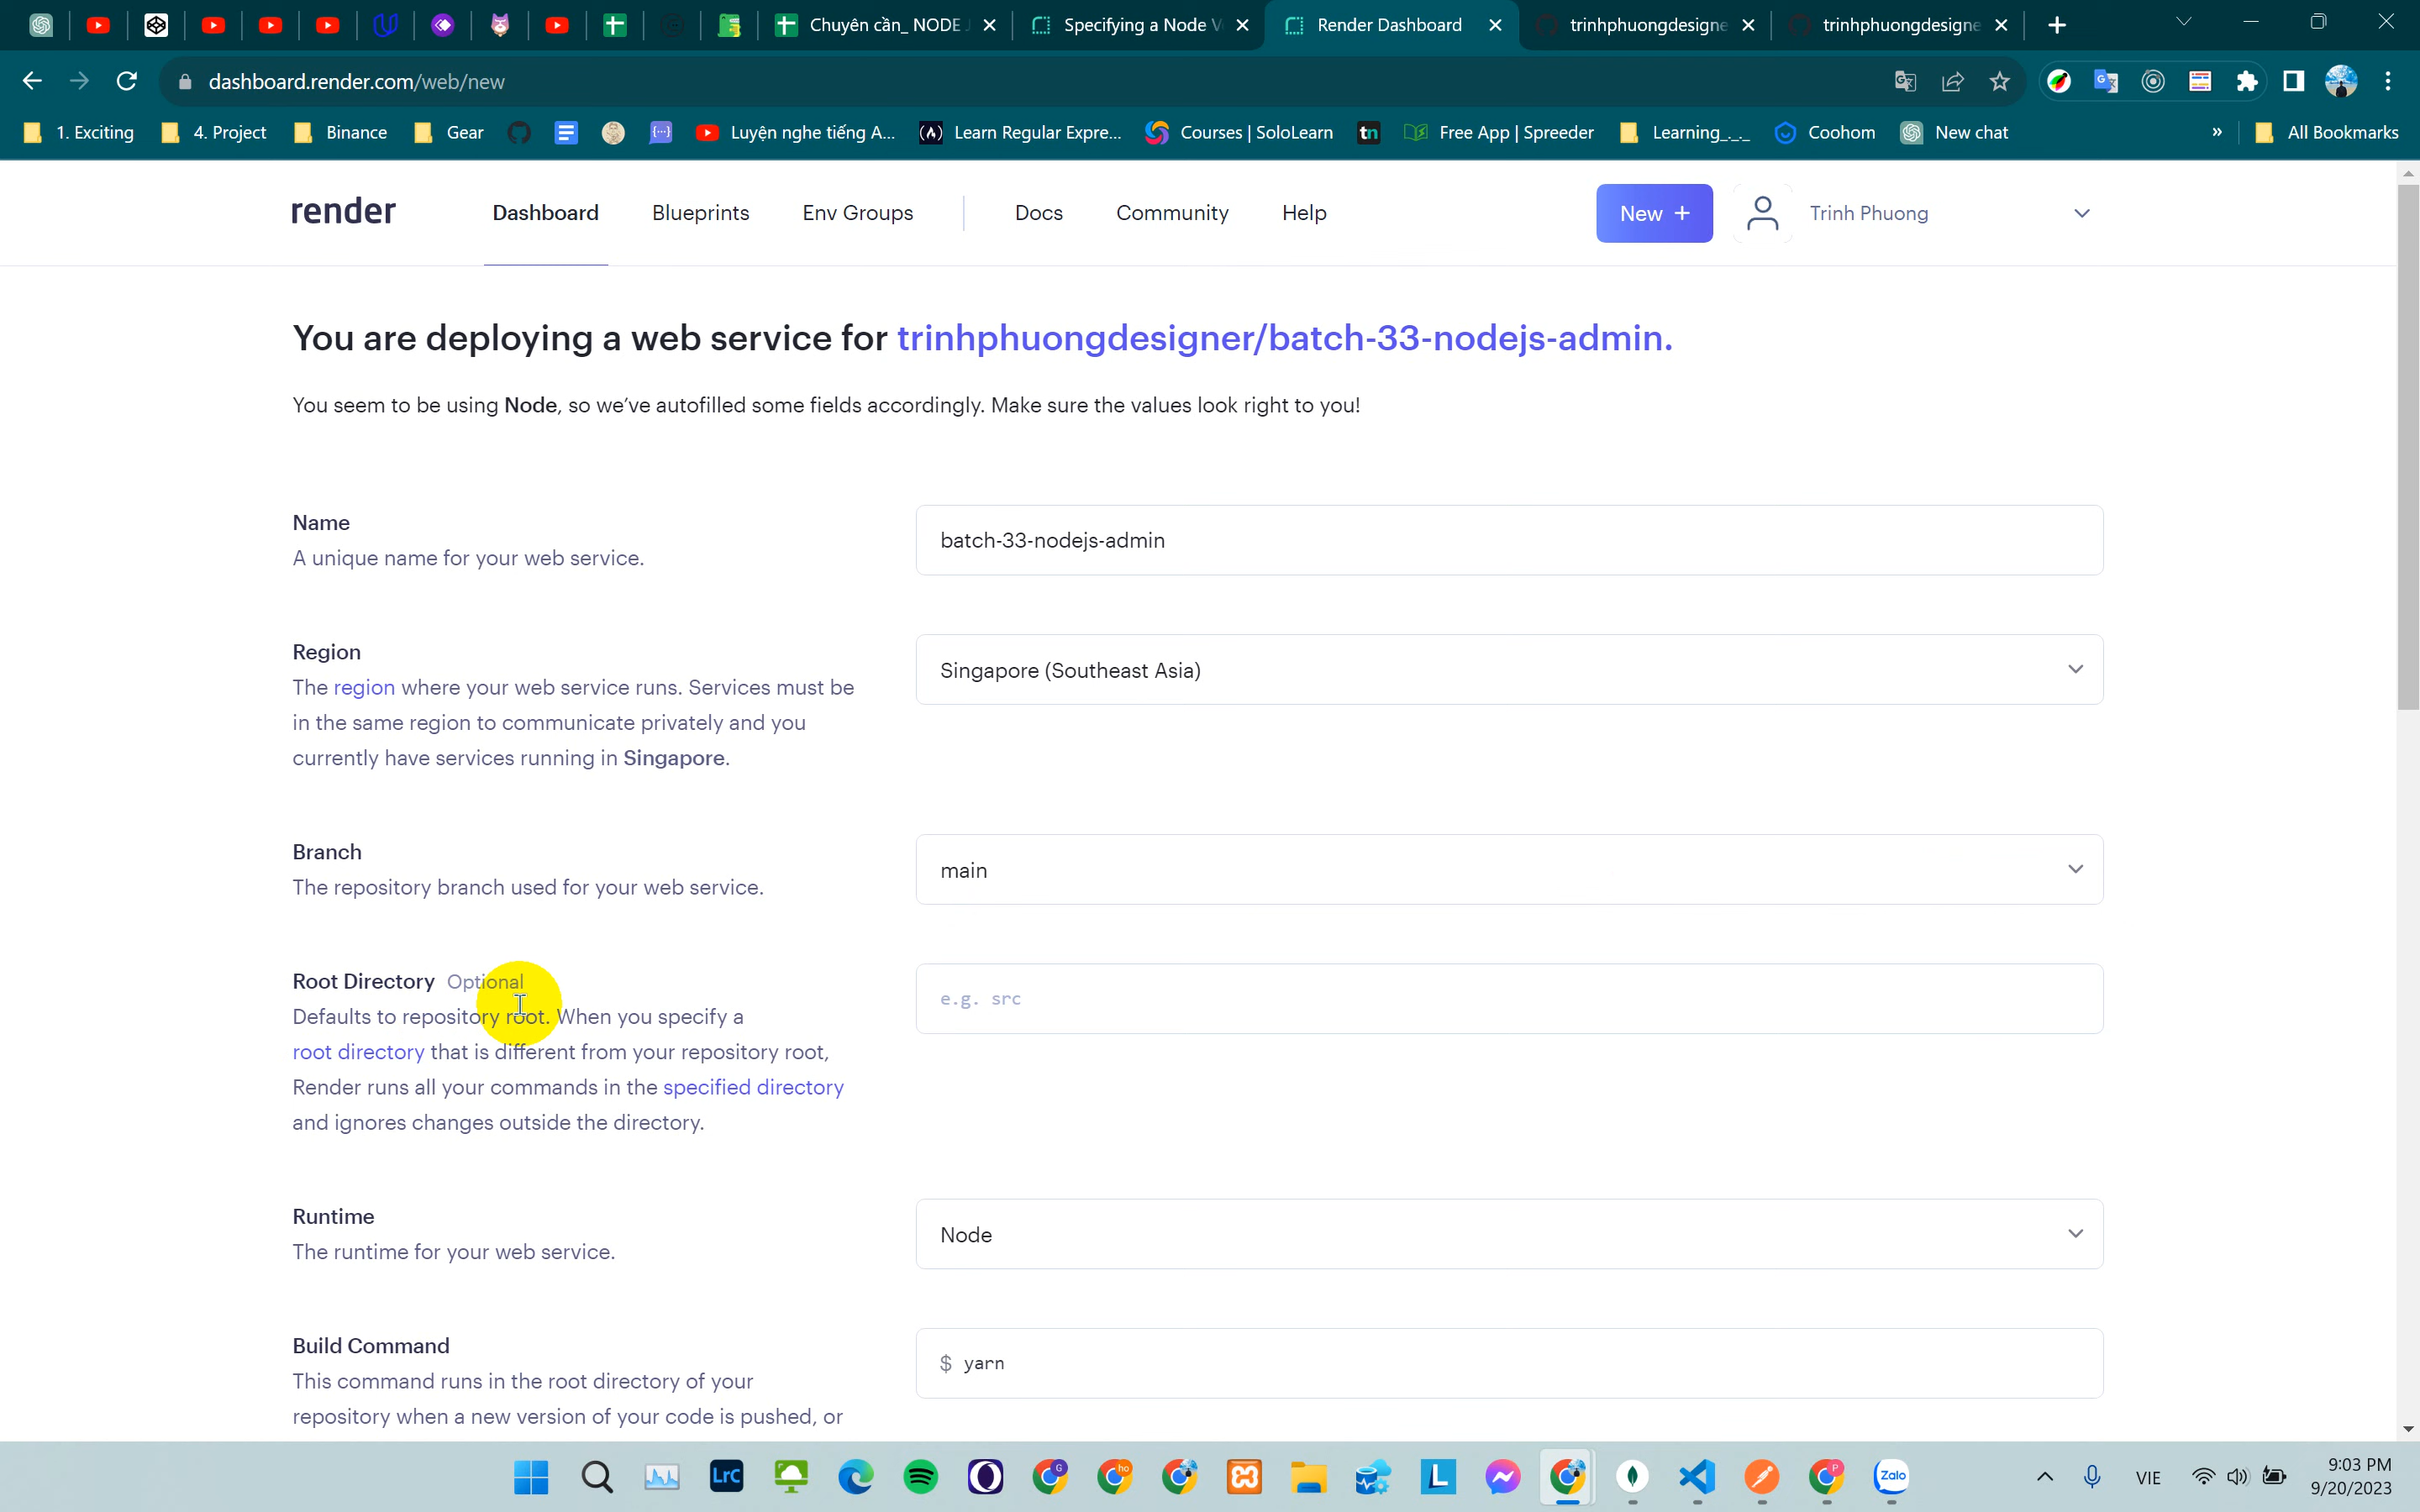 Chuyên cần_ NODE J
Specifying a Node V
Render Dashboard
trinhphuongdesigne
trinhphuongdesigne
dashboard.render.com/web/new
1. Exciting
4. Project
Binance
Gear
Luyện nghe tiếng A...
Learn Regular Expre...
Courses | SoloLearn
tn
Free App | Spreeder
Learning_._._
Coohom
New chat
»
All Bookmarks
render
Dashboard
Blueprints
Env Groups
Docs
Community
Help
New +
Trinh Phuong
You are deploying a web service for trinhphuongdesigner/batch-33-nodejs-admin.
You seem to be using Node, so we've autofilled some fields accordingly. Make sure the values look right to you!
Name
A unique name for your web service.
batch-33-nodejs-admin
Region
The region where your web service runs. Services must be
in the same region to communicate privately and you
currently have services running in Singapore.
Singapore (Southeast Asia)
Branch
The repository branch used for your web service.
main
Root Directory Optional
Defaults to repository root. When you specify a
root directory that is different from your repository root,
Render runs all your commands in the specified directory
and ignores changes outside the directory.
e.g. src
Runtime
The runtime for your web service.
Node
Build Command
This command runs in the root directory of your
repository when a new version of your code is pushed, or
$ yarn
LrC
L
Zalo
VIE
9:03 PM
9/20/2023